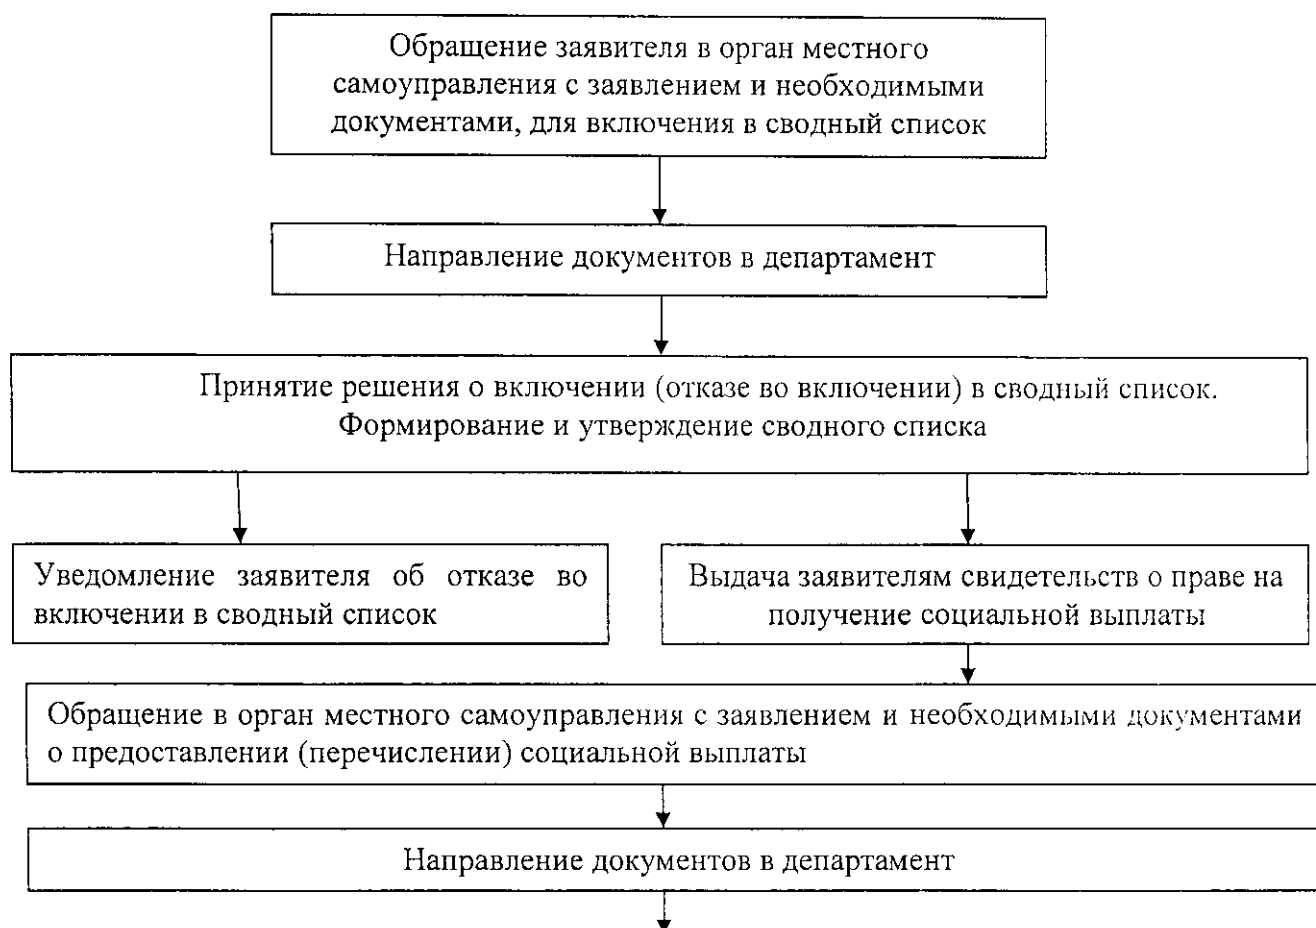 Обращение заявителя в орган местного
самоуправления с заявлением и необходимыми
документами, для включения в сводный список
Направление документов в департамент
Принятие решения о включении (отказе во включении) в сводный список.
Формирование и утверждение сводного списка
Уведомление заявителя об отказе во
включении в сводный список
Выдача заявителям свидетельств о праве на
получение социальной выплаты
Обращение в орган местного самоуправления с заявлением и необходимыми документами
о предоставлении (перечислении) социальной выплаты
Направление документов в департамент